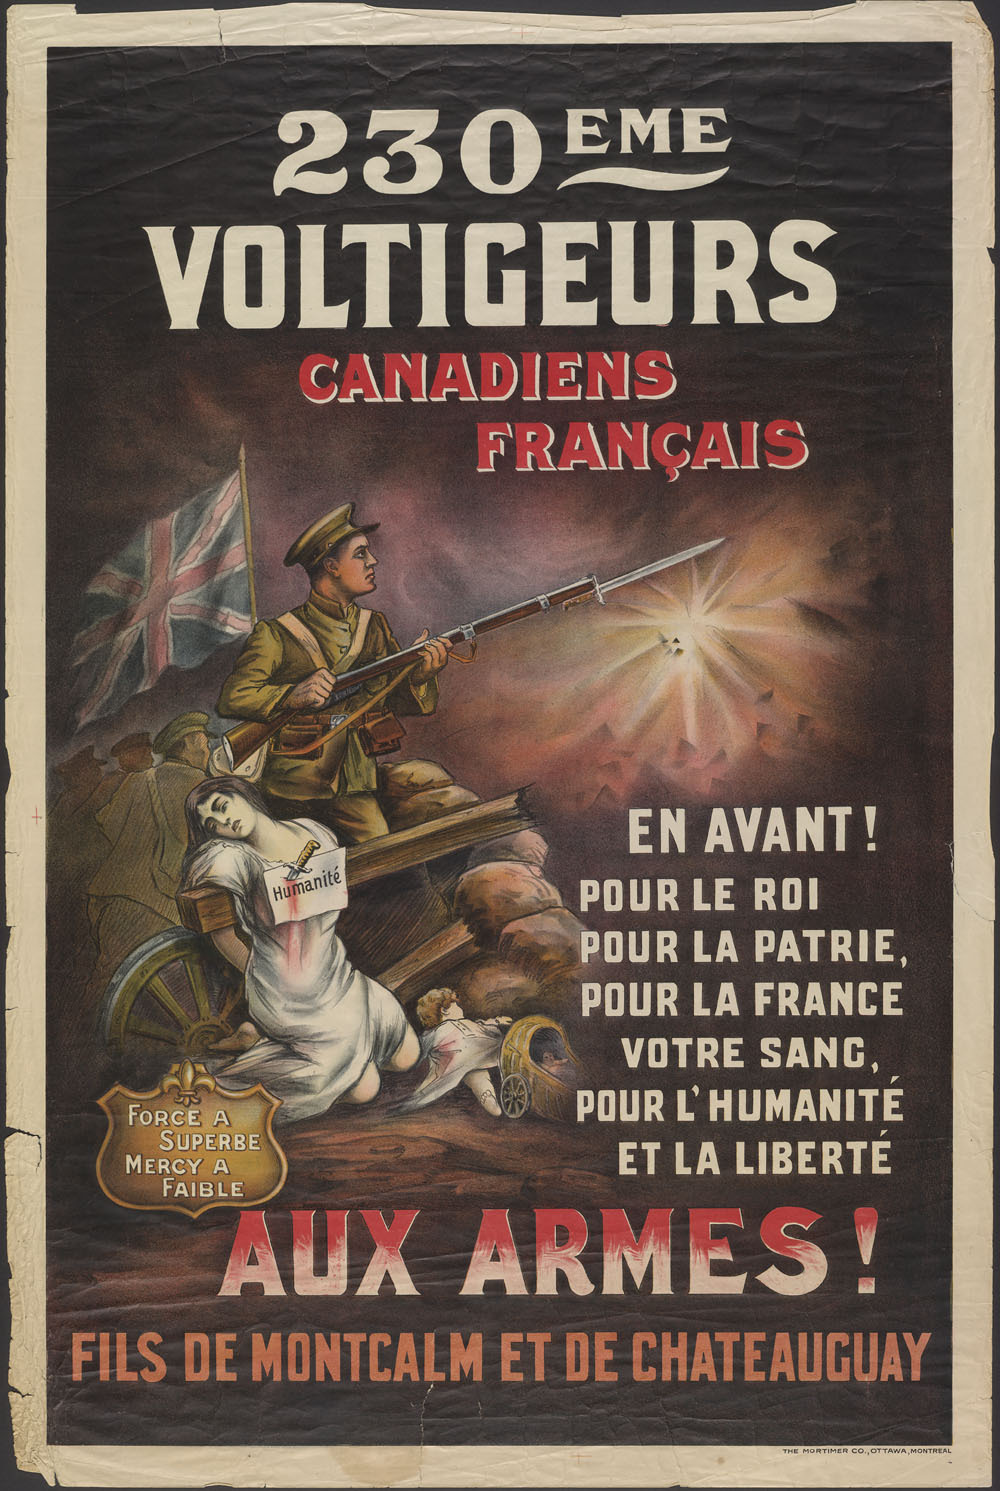 230 EME
VOLTIGEURS
CANADIENS
FRANÇAIS
Humanité
EN AVANT!
POUR LE ROI
POUR LA PATRIE,
POUR LA FRANCE
VOTRE SANG,
POUR L'HUMANITÉ
ET LA LIBERTÉ
FORCE A
SUPERBE
MERCY A
FAIBLE
AUX ARMES!
FILS DE MONTCALM ET DE CHATEAUGUAY
THE MORTIMER CO., OTTAWA, MONTREAL